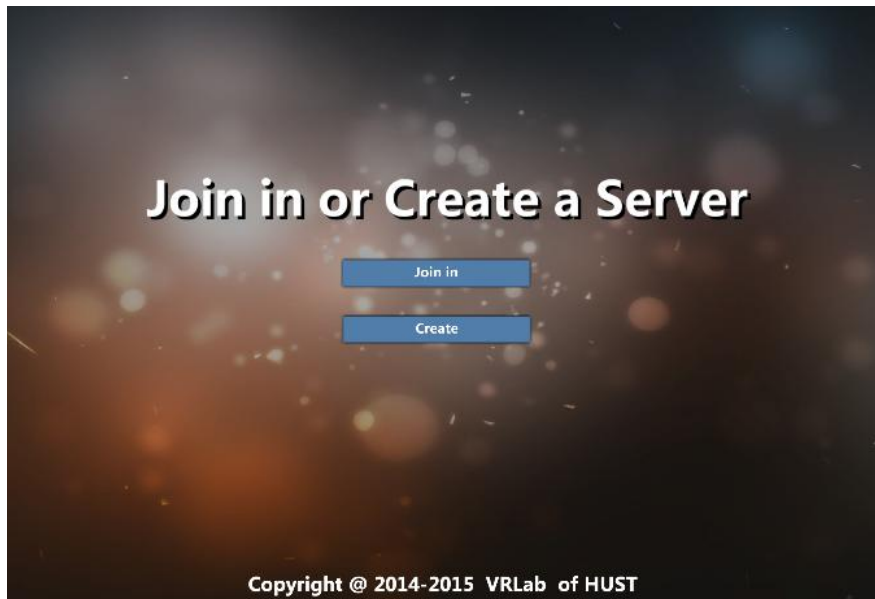 Join in or Create a Server
Join in
Create
Copyright @ 2014-2015 VRLab of HUST